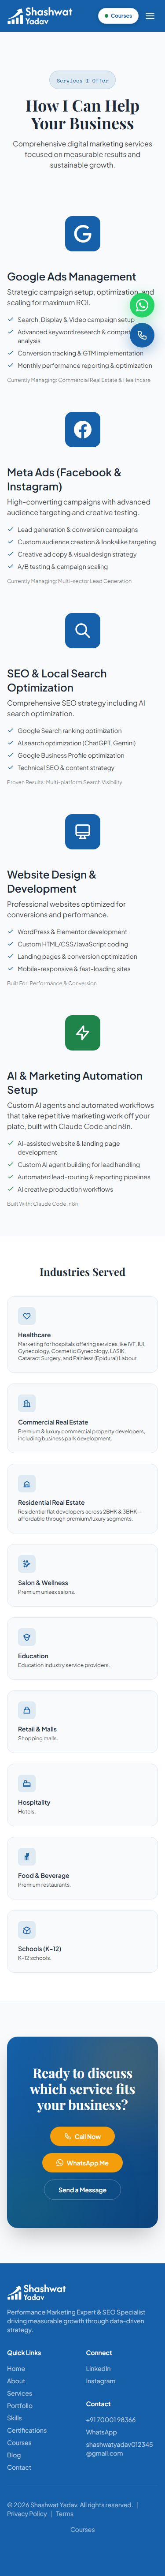 Shashwat
Yadav
Courses
Services I Offer
How I Can Help
Your Business
Comprehensive digital marketing services
focused on measurable results and
sustainable growth.
Google Ads Management
Strategic campaign setup, optimization, and
scaling for maximum ROI.
Search, Display & Video campaign setup
Advanced keyword research & competitor
analysis
Conversion tracking & GTM implementation
Monthly performance reporting & optimization
Currently Managing: Commercial Real Estate & Healthcare
Meta Ads (Facebook &
Instagram)
High-converting campaigns with advanced
audience targeting and creative testing.
Lead generation & conversion campaigns
Custom audience creation & lookalike targeting
Creative ad copy & visual design strategy
A/B testing & campaign scaling
Currently Managing: Multi-sector Lead Generation
SEO & Local Search
Optimization
Comprehensive SEO strategy including AI
search optimization.
Google Search ranking optimization
AI search optimization (ChatGPT, Gemini)
Google Business Profile optimization
Technical SEO & content strategy
Proven Results: Multi-platform Search Visibility
Website Design &
Development
Professional websites optimized for
conversions and performance.
WordPress & Elementor development
Custom HTML/CSS/JavaScript coding
Landing pages & conversion optimization
Mobile-responsive & fast-loading sites
Built For: Performance & Conversion
AI & Marketing Automation
Setup
Custom AI agents and automated workflows
that take repetitive marketing work off your
plate, built with Claude Code and n8n.
AI-assisted website & landing page
development
Custom AI agent building for lead handling
Automated lead-routing & reporting pipelines
AI creative production workflows
Built With: Claude Code, n8n
Industries Served
Healthcare
Marketing for hospitals offering services like IVF, IUI,
Gynecology, Cosmetic Gynecology, LASIK,
Cataract Surgery, and Painless (Epidural) Labour.
Commercial Real Estate
Premium & luxury commercial property developers,
including business park development.
Residential Real Estate
Residential flat developers across 2BHK & 3BHK —
affordable through premium/luxury segments.
Salon & Wellness
Premium unisex salons.
Education
Education industry service providers.
Retail & Malls
Shopping malls.
Hospitality
Hotels.
Food & Beverage
Premium restaurants.
Schools (K-12)
K-12 schools.
Ready to discuss
which service fits
your business?
Call Now
WhatsApp Me
Send a Message
Shashwat
Yadav
Performance Marketing Expert & SEO Specialist
driving measurable growth through data-driven
strategy.
Quick Links
Home
About
Services
Portfolio
Skills
Certifications
Courses
Blog
Contact
Connect
LinkedIn
Instagram
Contact
+91 70001 98366
WhatsApp
shashwatyadav012345
@gmail.com
© 2026 Shashwat Yadav. All rights reserved. |
Privacy Policy | Terms
Courses